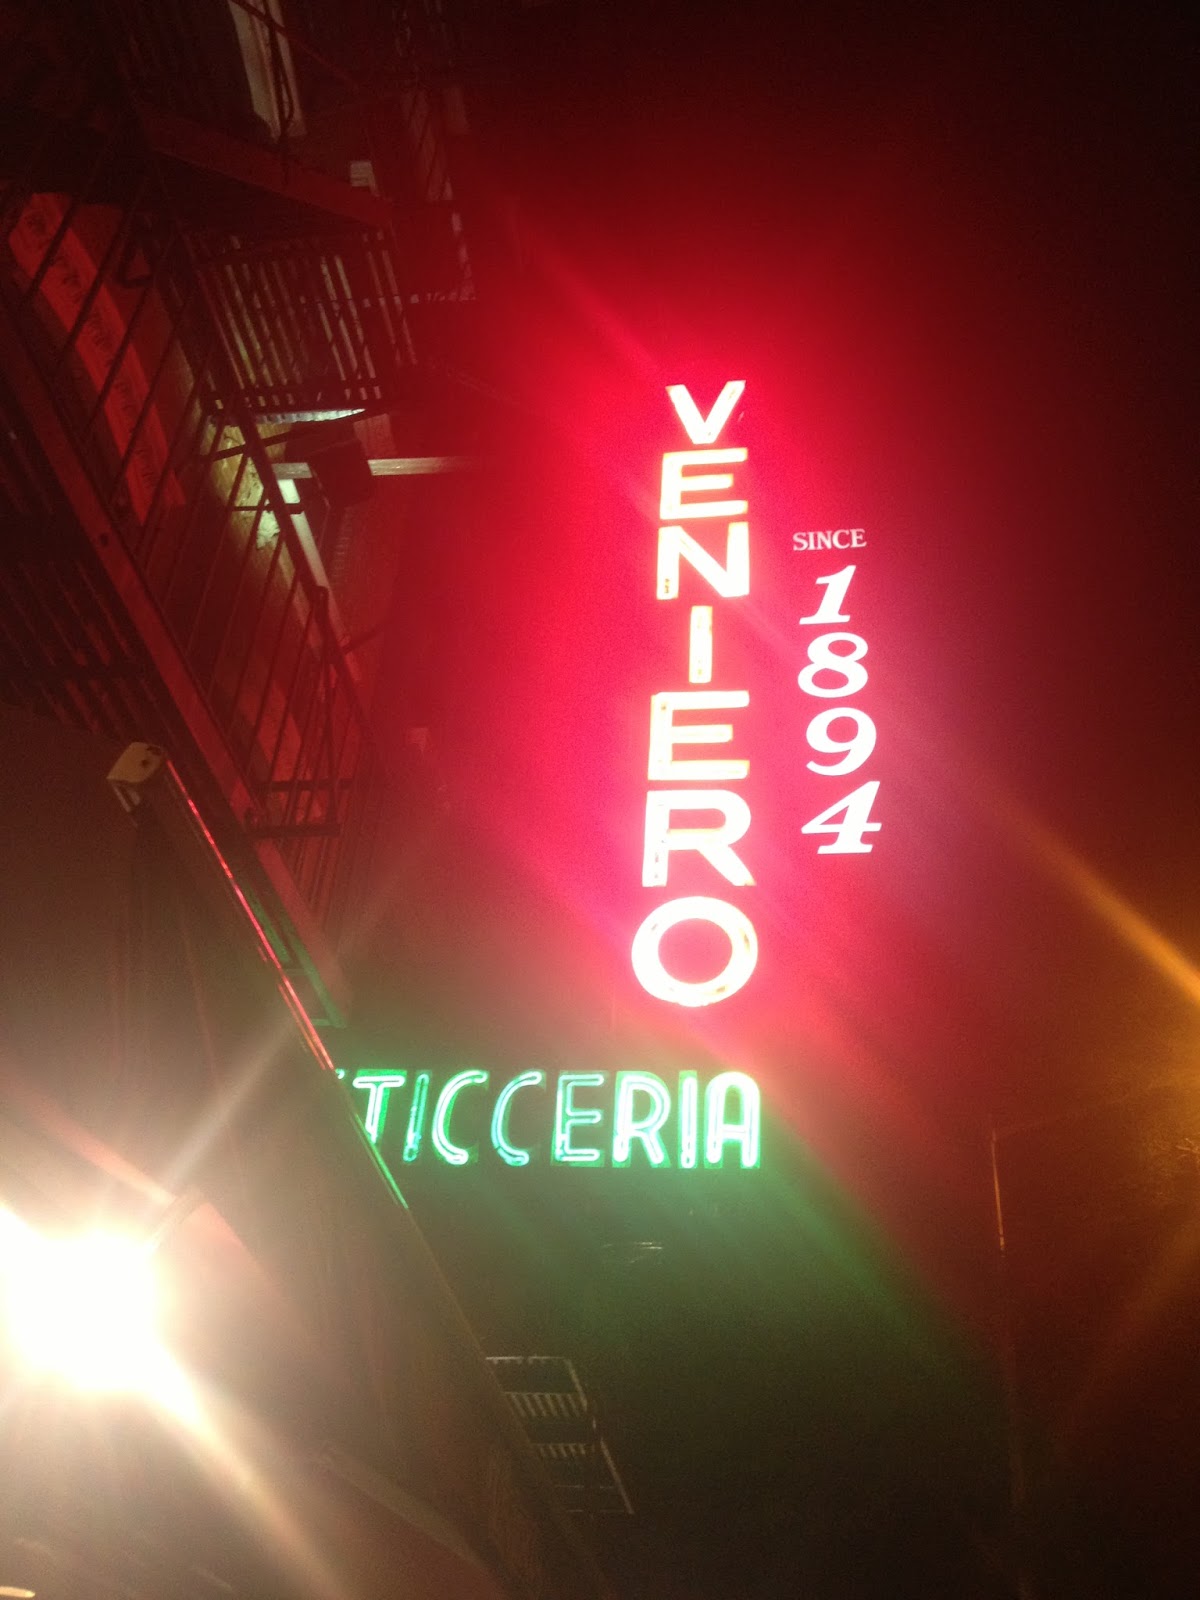 VENIERO
SINCE
1894
TICCERIA